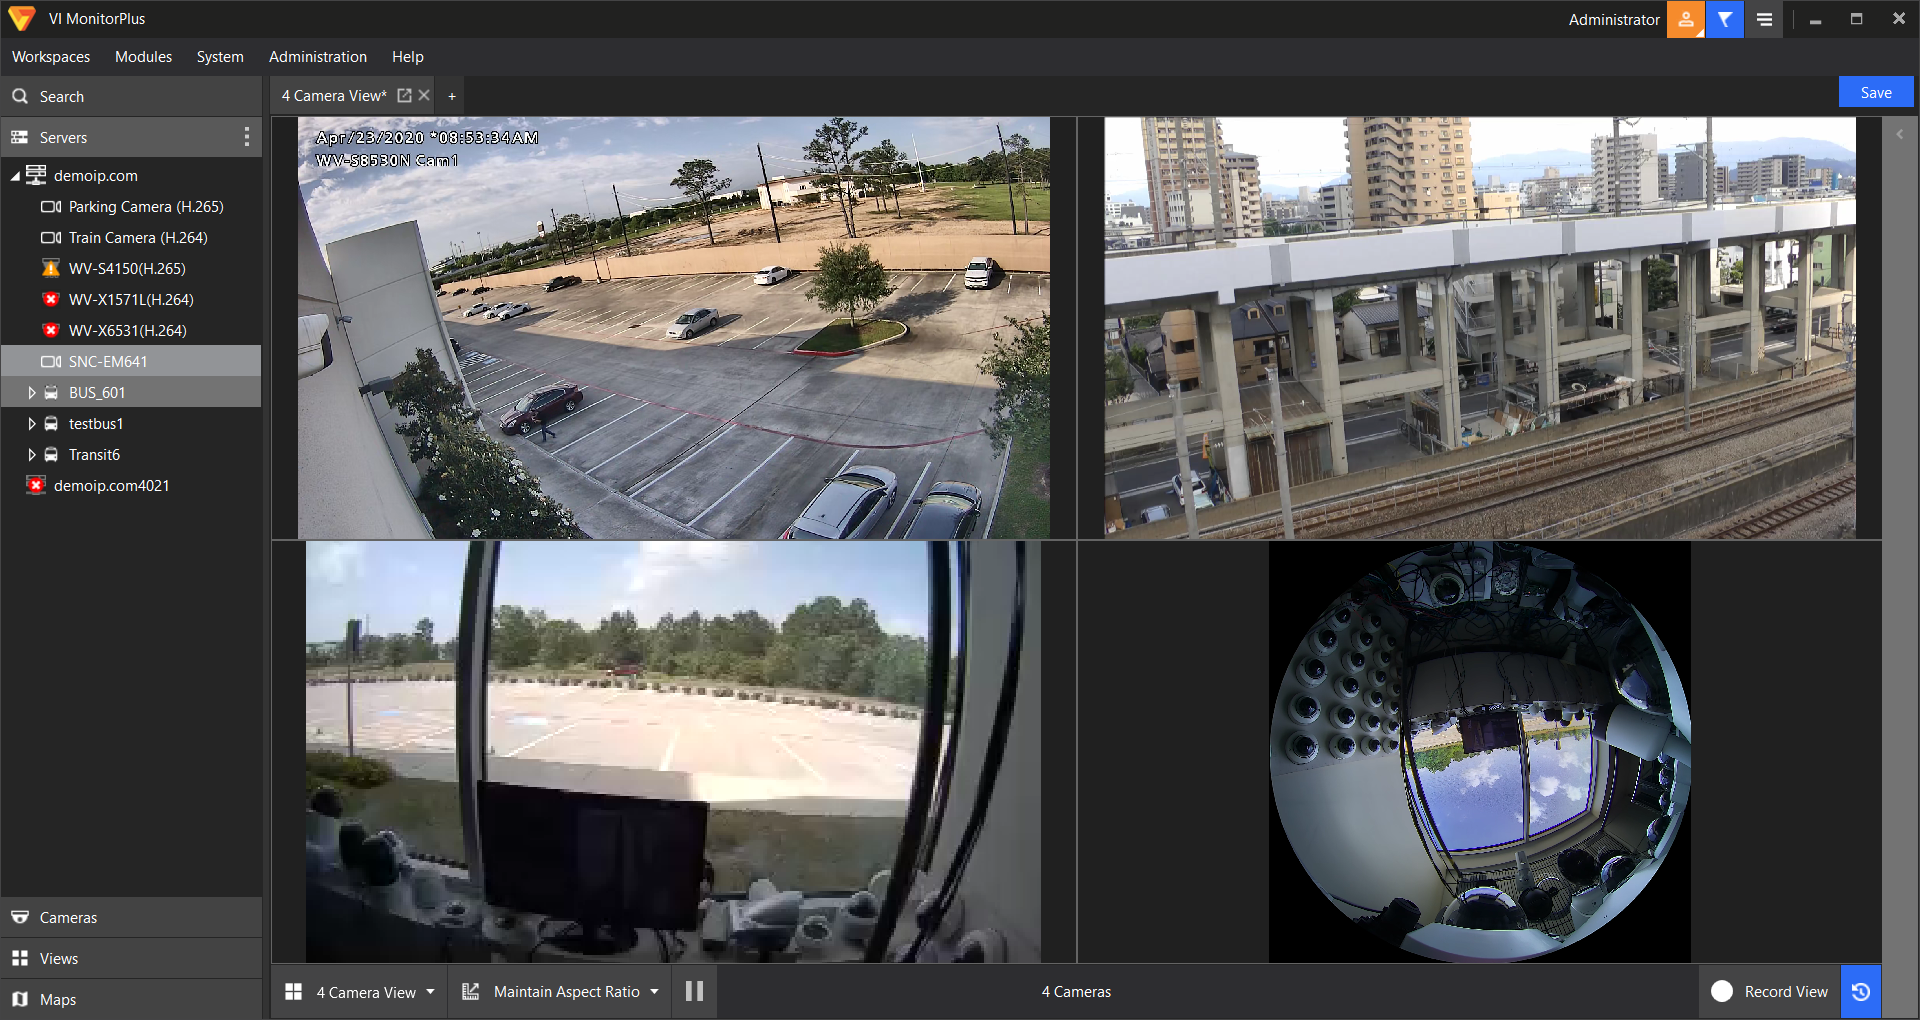 VI MonitorPlus
Administrator
Workspaces Modules System Administration Help
Search
4 Camera View*
+
Save
Servers
demoip.com
Parking Camera (H.265)
Train Camera (H.264)
WV-S4150(H.265)
WV-X1571L(H.264)
WV-X6531(H.264)
SNC-EM641
BUS_601
testbus1
Transit6
demoip.com4021
Apr/23/2020 *08:53:34AM
WV-S8530N Cam1
Cameras
Views
Maps
4 Camera View
Maintain Aspect Ratio
4 Cameras
Record View